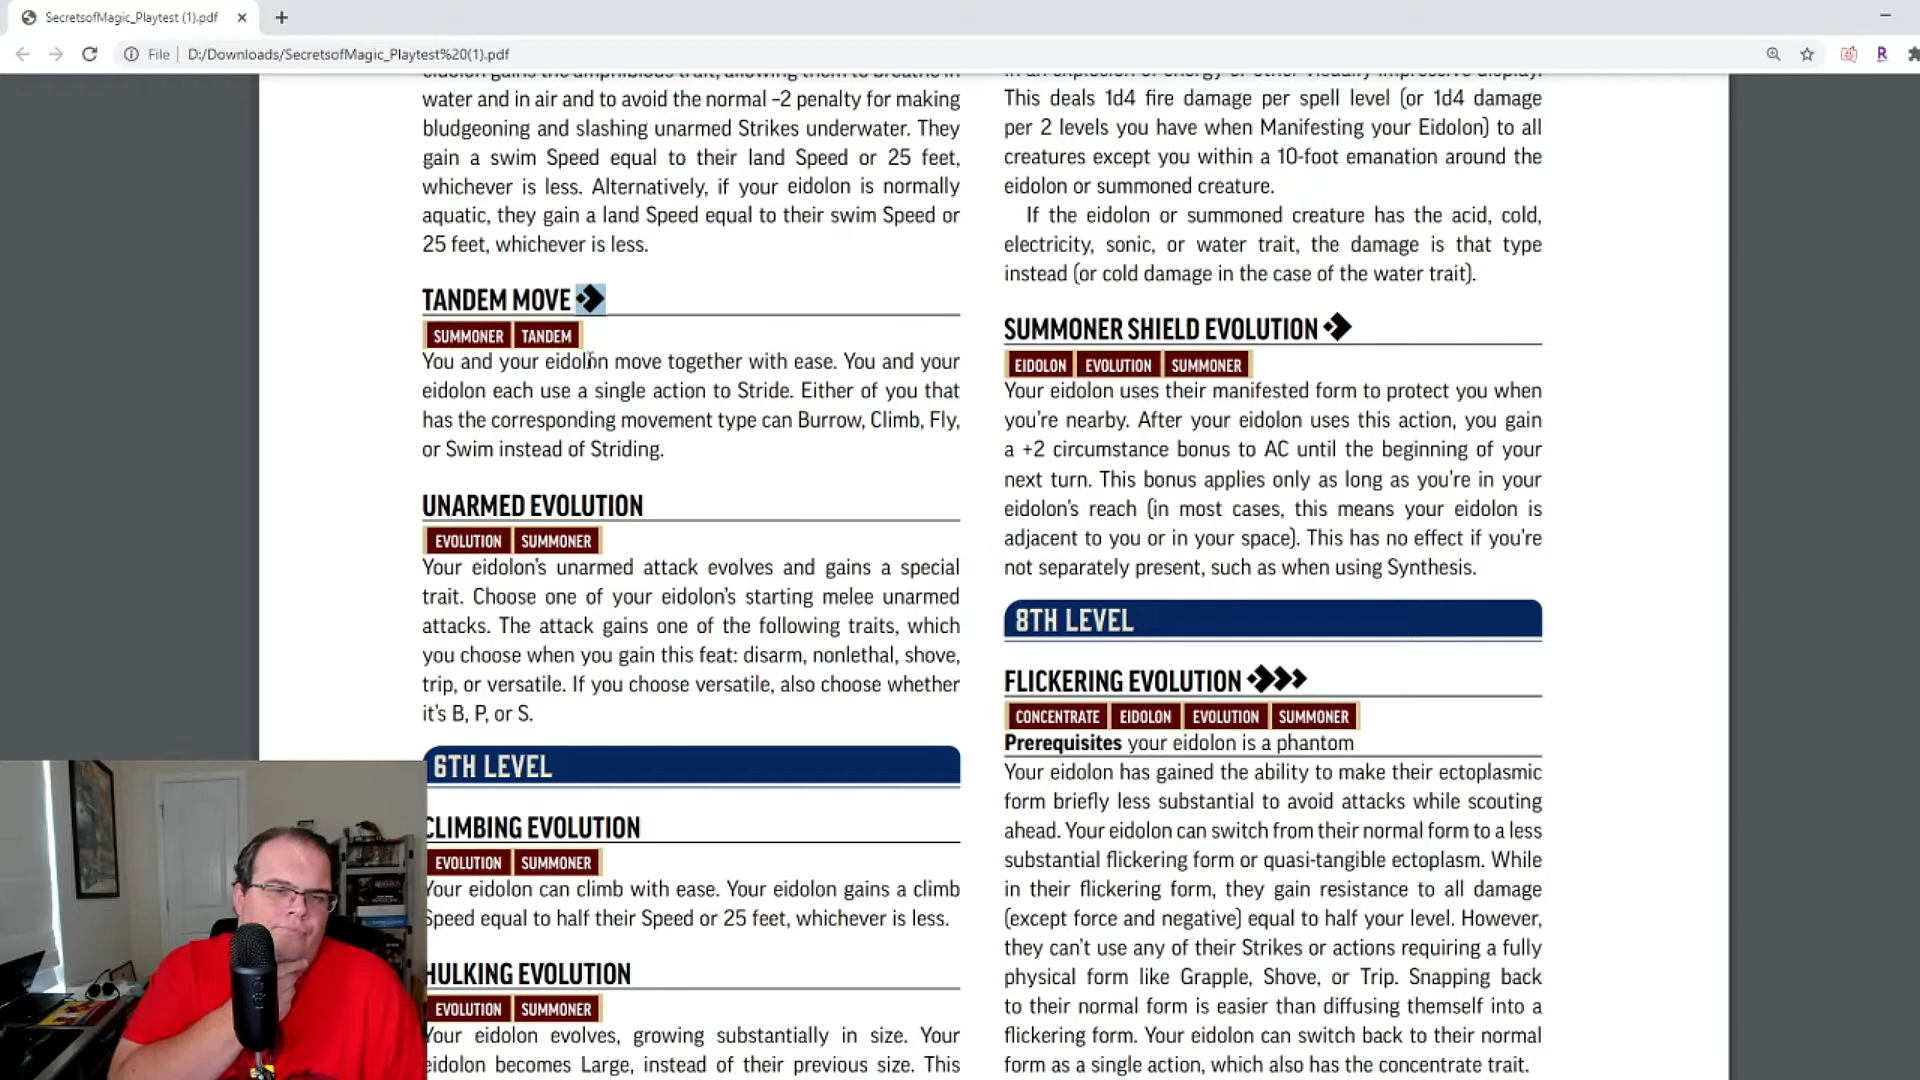 SecretsofMagic_Playtest (1).pdf
File | D:/Downloads/SecretsofMagic_Playtest%20(1).pdf
R
eidolon gains the amphibious trait, allowing them to breathe in
water and in air and to avoid the normal –2 penalty for making
bludgeoning and slashing unarmed Strikes underwater. They
gain a swim Speed equal to their land Speed or 25 feet,
whichever is less. Alternatively, if your eidolon is normally
aquatic, they gain a land Speed equal to their swim Speed or
25 feet, whichever is less.
TANDEM MOVE
SUMMONER TANDEM
You and your eidolon move together with ease. You and your
eidolon each use a single action to Stride. Either of you that
has the corresponding movement type can Burrow, Climb, Fly,
or Swim instead of Striding.
UNARMED EVOLUTION
EVOLUTION SUMMONER
Your eidolon’s unarmed attack evolves and gains a special
trait. Choose one of your eidolon’s starting melee unarmed
attacks. The attack gains one of the following traits, which
you choose when you gain this feat: disarm, nonlethal, shove,
trip, or versatile. If you choose versatile, also choose whether
it’s B, P, or S.
6TH LEVEL
CLIMBING EVOLUTION
EVOLUTION SUMMONER
Your eidolon can climb with ease. Your eidolon gains a climb
Speed equal to half their Speed or 25 feet, whichever is less.
HULKING EVOLUTION
EVOLUTION SUMMONER
Your eidolon evolves, growing substantially in size. Your
eidolon becomes Large, instead of their previous size. This
in an explosion of energy or other visually impressive display.
This deals 1d4 fire damage per spell level (or 1d4 damage
per 2 levels you have when Manifesting your Eidolon) to all
creatures except you within a 10-foot emanation around the
eidolon or summoned creature.
If the eidolon or summoned creature has the acid, cold,
electricity, sonic, or water trait, the damage is that type
instead (or cold damage in the case of the water trait).
SUMMONER SHIELD EVOLUTION
EIDOLON EVOLUTION SUMMONER
Your eidolon uses their manifested form to protect you when
you’re nearby. After your eidolon uses this action, you gain
a +2 circumstance bonus to AC until the beginning of your
next turn. This bonus applies only as long as you’re in your
eidolon’s reach (in most cases, this means your eidolon is
adjacent to you or in your space). This has no effect if you’re
not separately present, such as when using Synthesis.
8TH LEVEL
FLICKERING EVOLUTION
CONCENTRATE EIDOLON EVOLUTION SUMMONER
Prerequisites your eidolon is a phantom
Your eidolon has gained the ability to make their ectoplasmic
form briefly less substantial to avoid attacks while scouting
ahead. Your eidolon can switch from their normal form to a less
substantial flickering form or quasi-tangible ectoplasm. While
in their flickering form, they gain resistance to all damage
(except force and negative) equal to half your level. However,
they can’t use any of their Strikes or actions requiring a fully
physical form like Grapple, Shove, or Trip. Snapping back
to their normal form is easier than diffusing themself into a
flickering form. Your eidolon can switch back to their normal
form as a single action, which also has the concentrate trait.